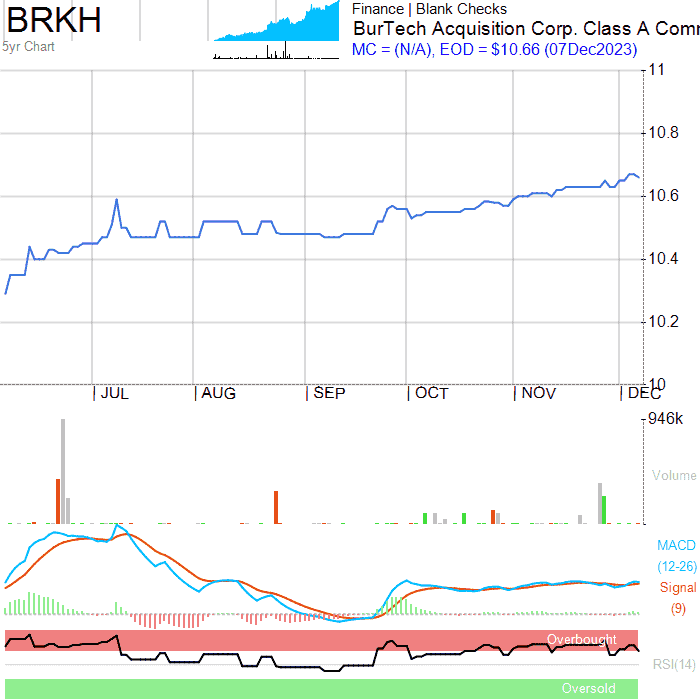 BRKH
5yr Chart
Finance | Blank Checks
BurTech Acquisition Corp. Class A Comm
MC = (N/A), EOD = $10.66 (07Dec2023)
11
10.8
10.6
10.4
10.2
10
JUL
AUG
SEP
OCT
NOV
DEC
946k
Volume
MACD
(12-26)
Signal
(9)
Overbought
RSI(14)
Oversold